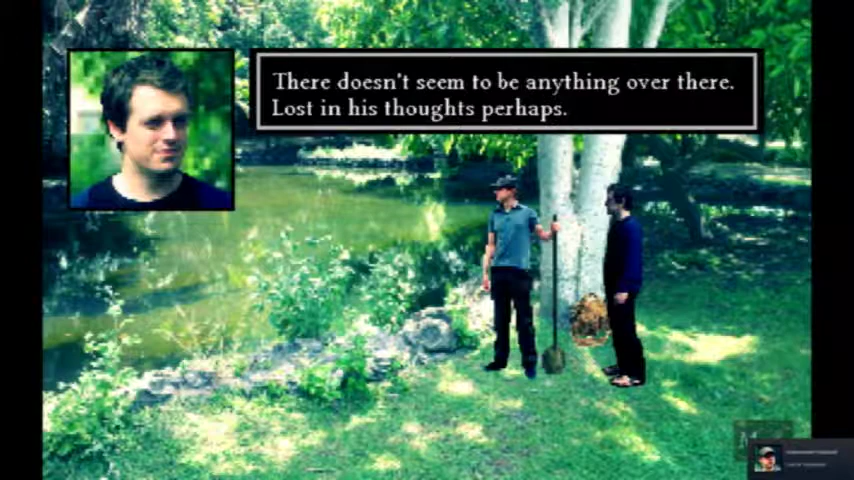 There doesn't seem to be anything over there.
Lost in his thoughts perhaps.